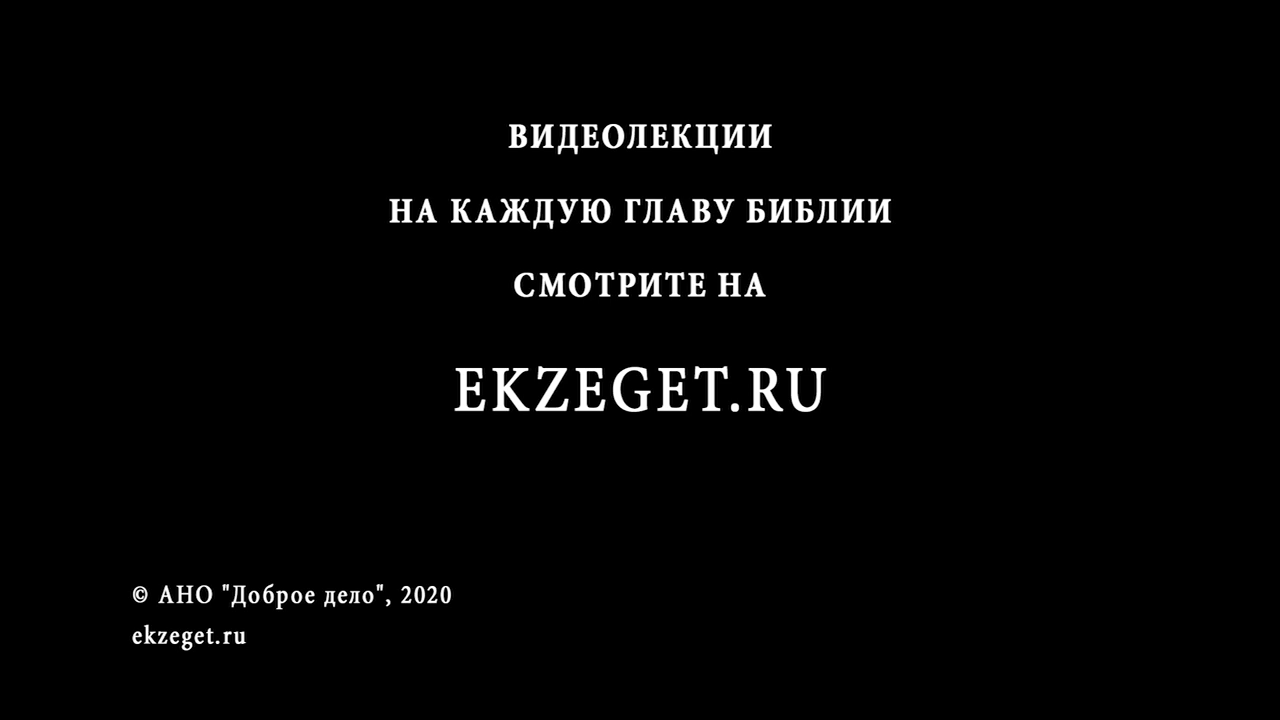 ВИДЕОЛЕКЦИИ
НА КАЖДУЮ ГЛАВУ БИБЛИИ
СМОТРИТЕ НА
EKZEGET.RU
© АНО "Доброе дело", 2020
ekzeget.ru